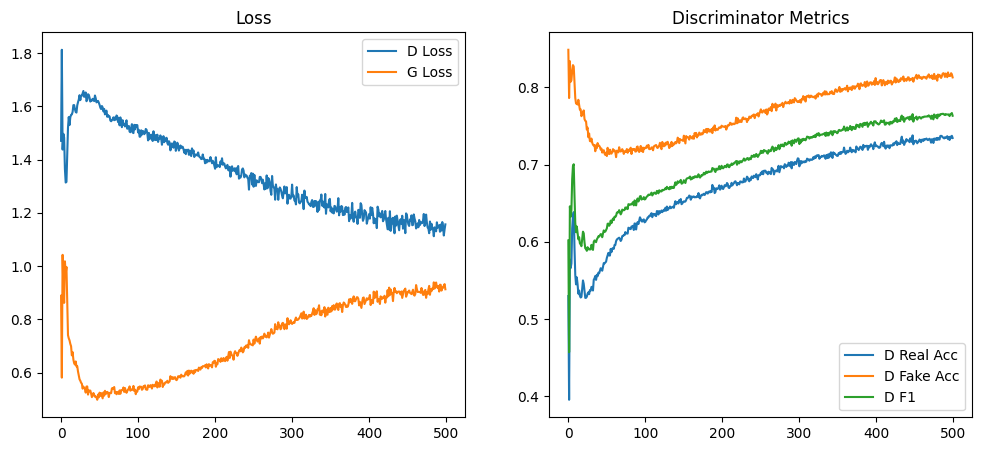 Loss
D Loss
G Loss
1.8
1.6
1.4
1.2
1.0
0.8
0.6
0 100 200 300 400 500
Discriminator Metrics
0.8
0.7
0.6
0.5
0.4
D Real Acc
D Fake Acc
D F1
0 100 200 300 400 500